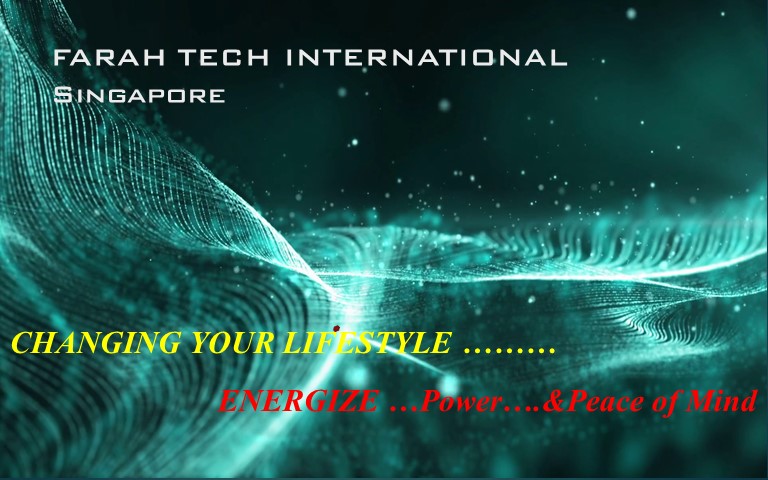 FARAH TECH INTERNATIONAL
SINGAPORE
CHANGING YOUR LIFESTYLE ………
ENERGIZE …Power….&Peace of Mind